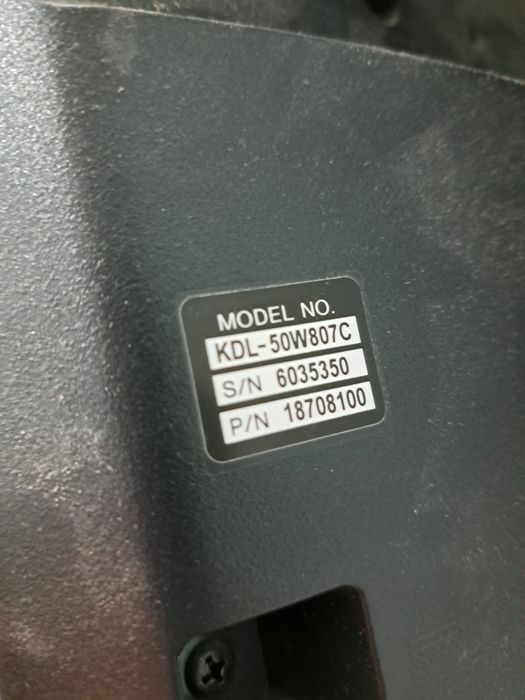 MODEL NO.
KDL-50W807C
S/N 6035350
P/N 18708100